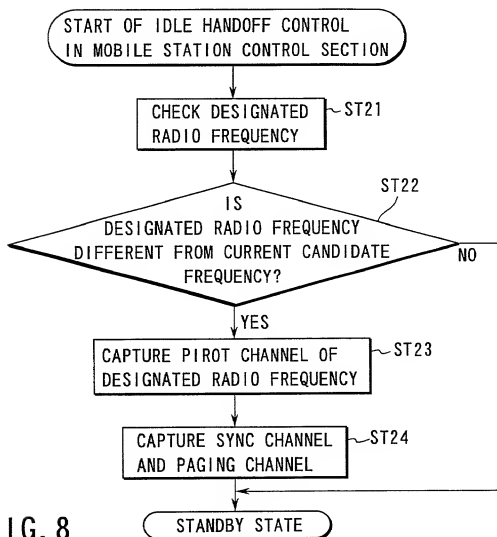 START OF IDLE HANDOFF CONTROL
IN MOBILE STATION CONTROL SECTION
CHECK DESIGNATED
RADIO FREQUENCY
ST21
ST22
IS
DESIGNATED RADIO FREQUENCY
DIFFERENT FROM CURRENT CANDIDATE
FREQUENCY?
NO
YES
CAPTURE PIROT CHANNEL OF
DESIGNATED RADIO FREQUENCY
ST23
CAPTURE SYNC CHANNEL
AND PAGING CHANNEL
ST24
IG. 8
STANDBY STATE